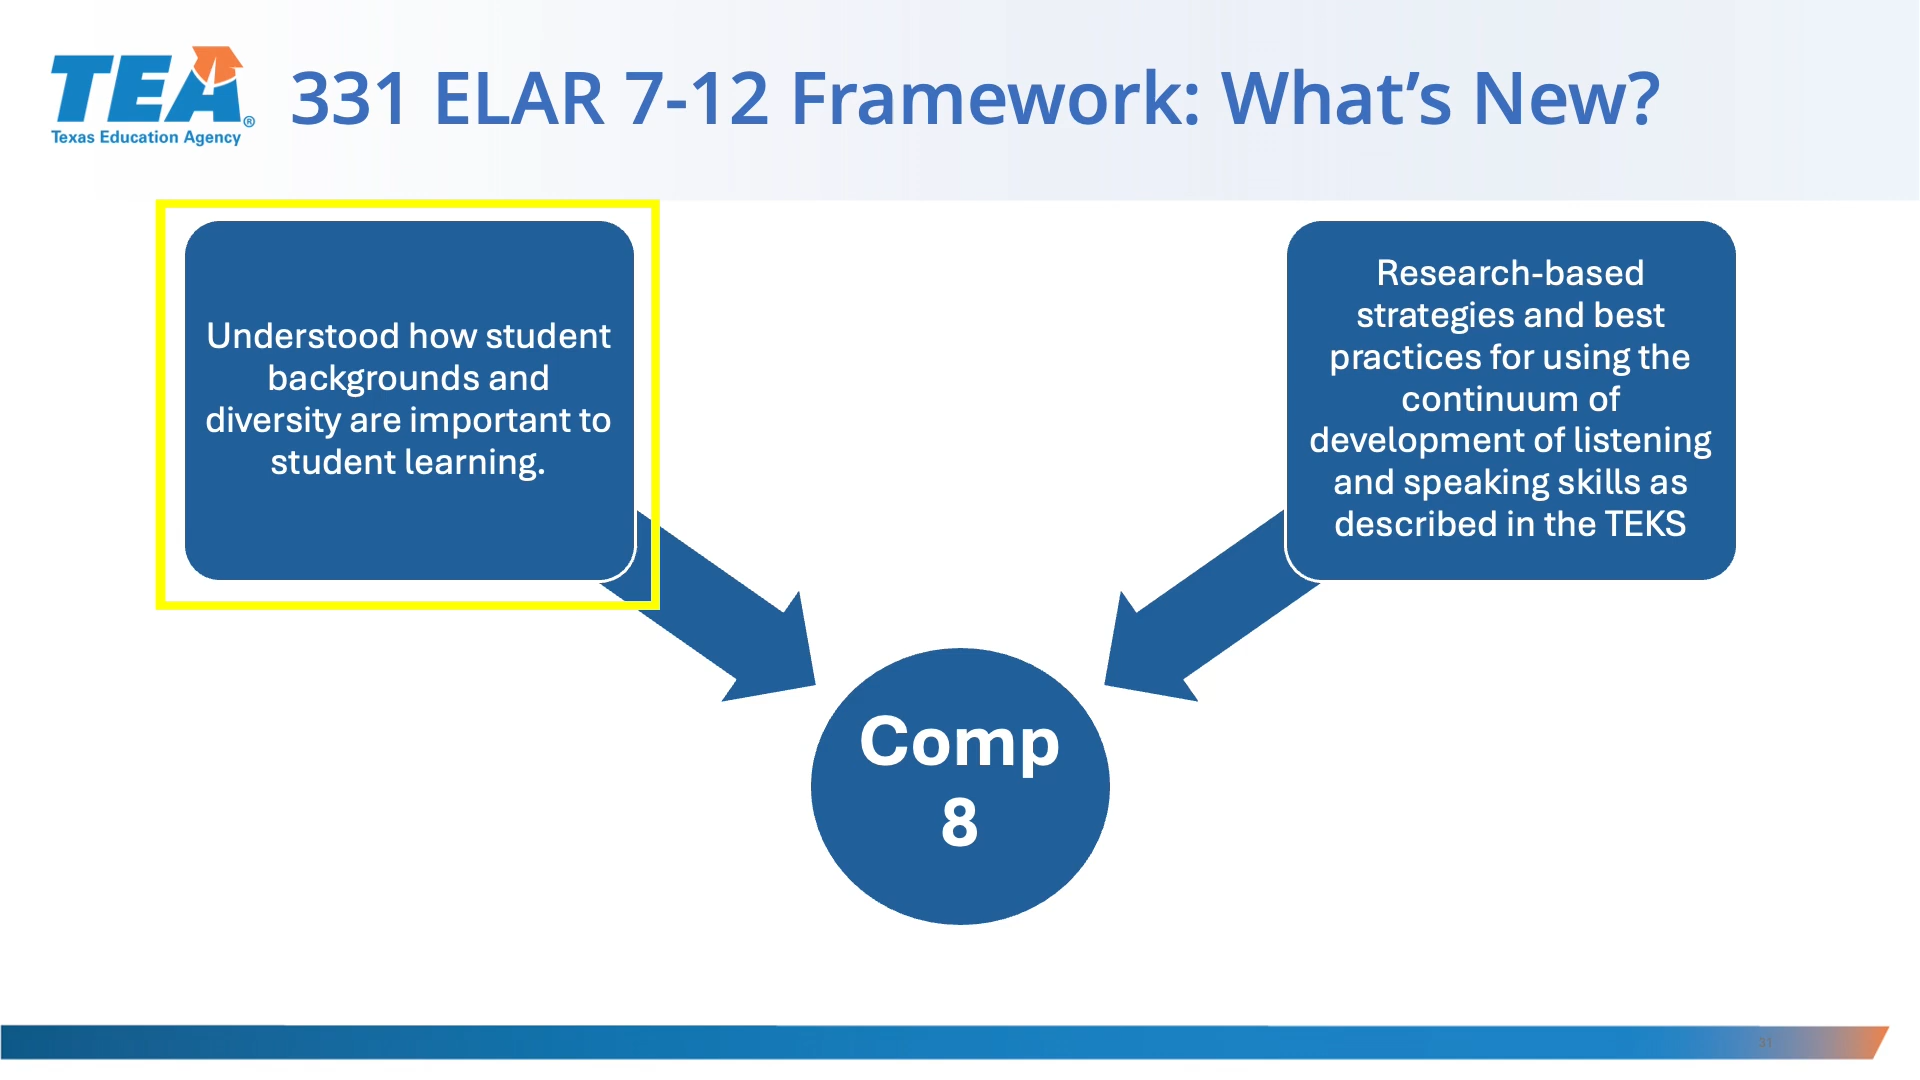 TEA®
Texas Education Agency
331 ELAR 7-12 Framework: What’s New?
Understood how student
backgrounds and
diversity are important to
student learning.
Research-based
strategies and best
practices for using the
continuum of
development of listening
and speaking skills as
described in the TEKS
Comp
8
31